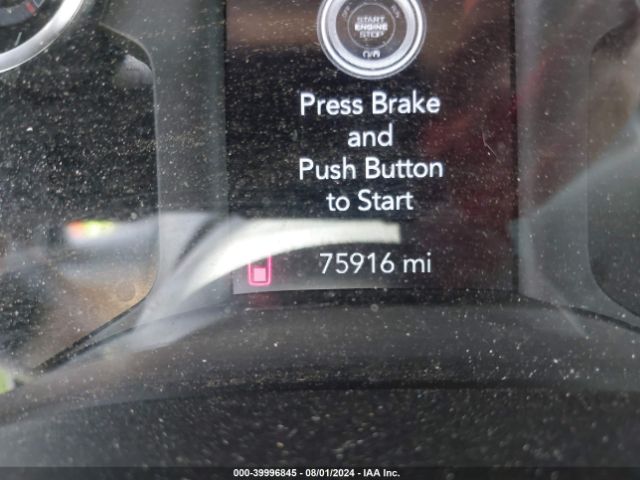 START
ENGINE
STOP
Press Brake
and
Push Button
to Start
75916 mi
000-39996845 - 08/01/2024 - IAA Inc.